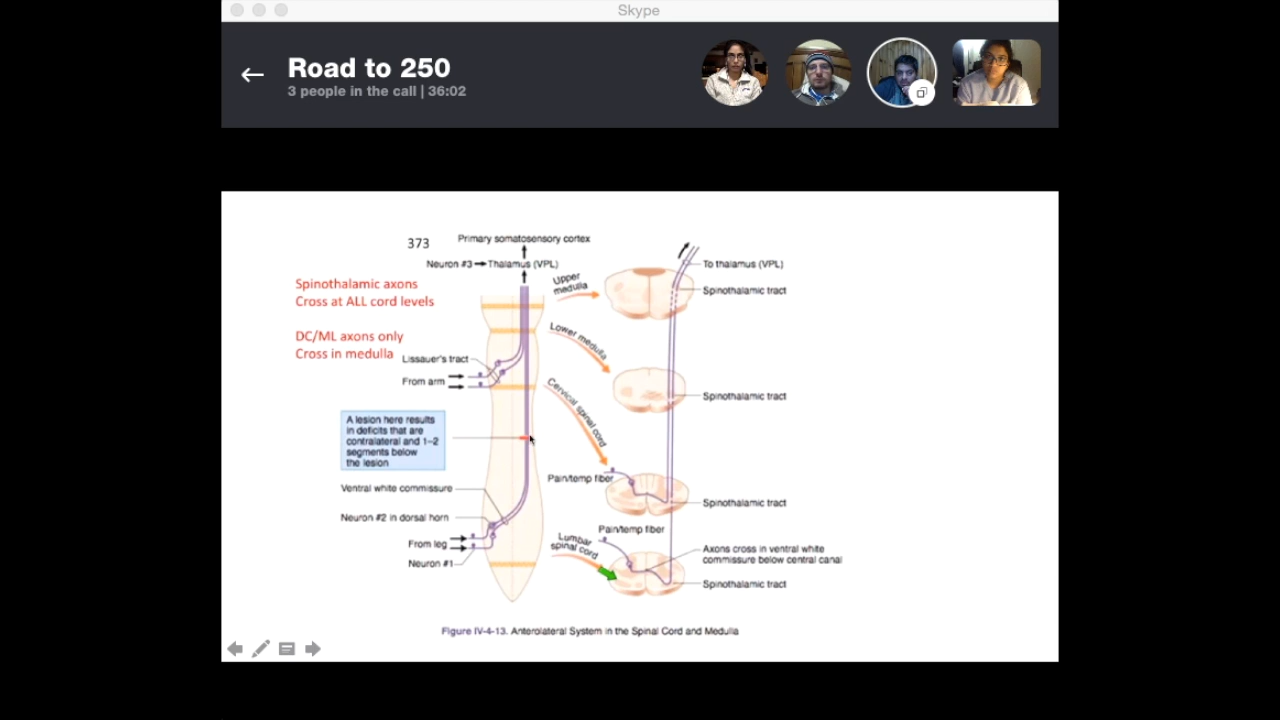 Skype
Road to 250
3 people in the call | 36:02
373
Primary somatosensory cortex
Neuron #3
Thalamus (VPL)
Spinothalamic axons
Cross at ALL cord levels
DC/ML axons only
Cross in medulla
Lissauer's tract
From arm
A lesion here results
in deficits that are
contralateral and 1–2
segments below
the lesion
Ventral white commissure
Neuron #2 in dorsal horn
From leg
Neuron #1
Upper
medulla
Lower medulla
Cervical spinal cord
Lumbar
spinal cord
Pain/temp fiber
Pain/temp fiber
To thalamus (VPL)
Spinothalamic tract
Spinothalamic tract
Spinothalamic tract
Axons cross in ventral white
commissure below central canal
Spinothalamic tract
Figure IV-4-13. Anterolateral System in the Spinal Cord and Medulla